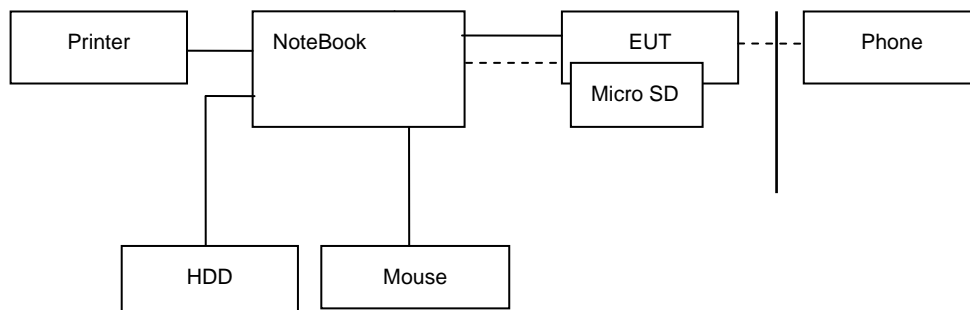 Printer
NoteBook
EUT
Phone
Micro SD
HDD
Mouse